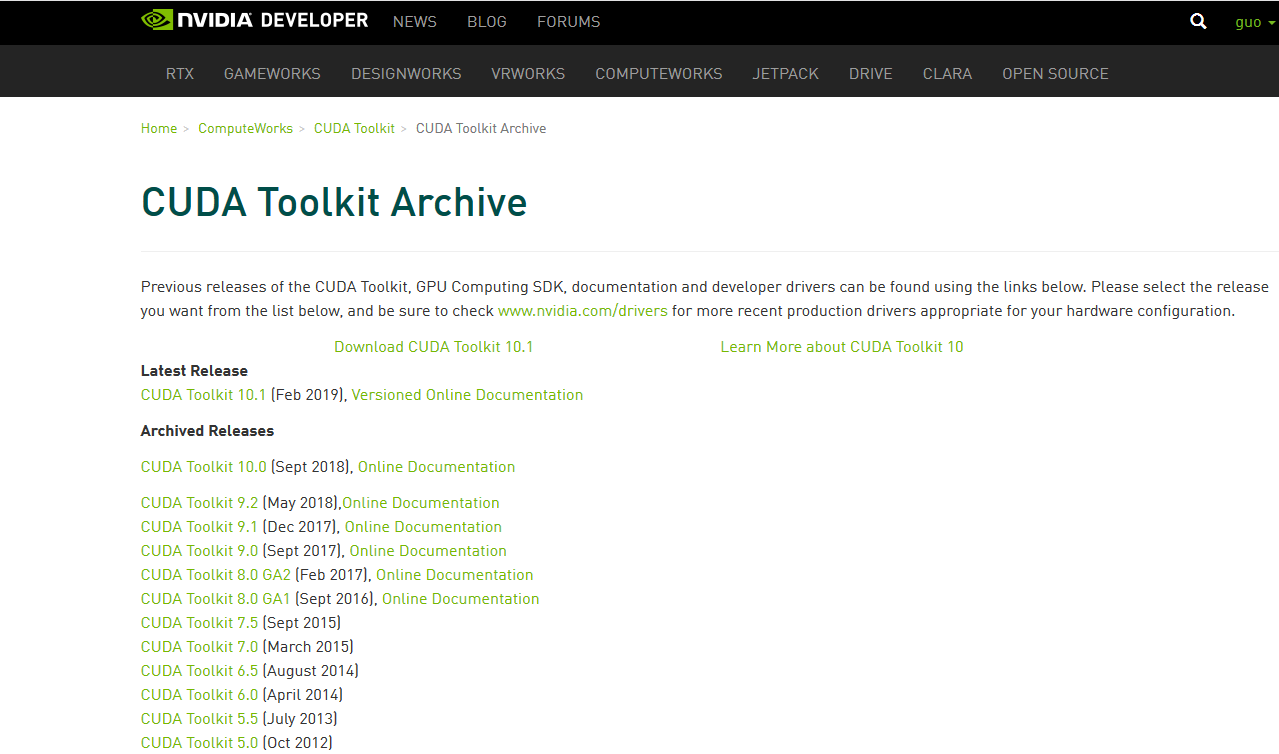 NVIDIA DEVELOPER NEWS BLOG FORUMS guo
RTX GAMEWORKS DESIGNWORKS VRWORKS COMPUTEWORKS JETPACK DRIVE CLARA OPEN SOURCE
Home > ComputeWorks > CUDA Toolkit > CUDA Toolkit Archive
CUDA Toolkit Archive
Previous releases of the CUDA Toolkit, GPU Computing SDK, documentation and developer drivers can be found using the links below. Please select the release
you want from the list below, and be sure to check www.nvidia.com/drivers for more recent production drivers appropriate for your hardware configuration.
Download CUDA Toolkit 10.1 Learn More about CUDA Toolkit 10
Latest Release
CUDA Toolkit 10.1 (Feb 2019), Versioned Online Documentation
Archived Releases
CUDA Toolkit 10.0 (Sept 2018), Online Documentation
CUDA Toolkit 9.2 (May 2018),Online Documentation
CUDA Toolkit 9.1 (Dec 2017), Online Documentation
CUDA Toolkit 9.0 (Sept 2017), Online Documentation
CUDA Toolkit 8.0 GA2 (Feb 2017), Online Documentation
CUDA Toolkit 8.0 GA1 (Sept 2016), Online Documentation
CUDA Toolkit 7.5 (Sept 2015)
CUDA Toolkit 7.0 (March 2015)
CUDA Toolkit 6.5 (August 2014)
CUDA Toolkit 6.0 (April 2014)
CUDA Toolkit 5.5 (July 2013)
CUDA Toolkit 5.0 (Oct 2012)